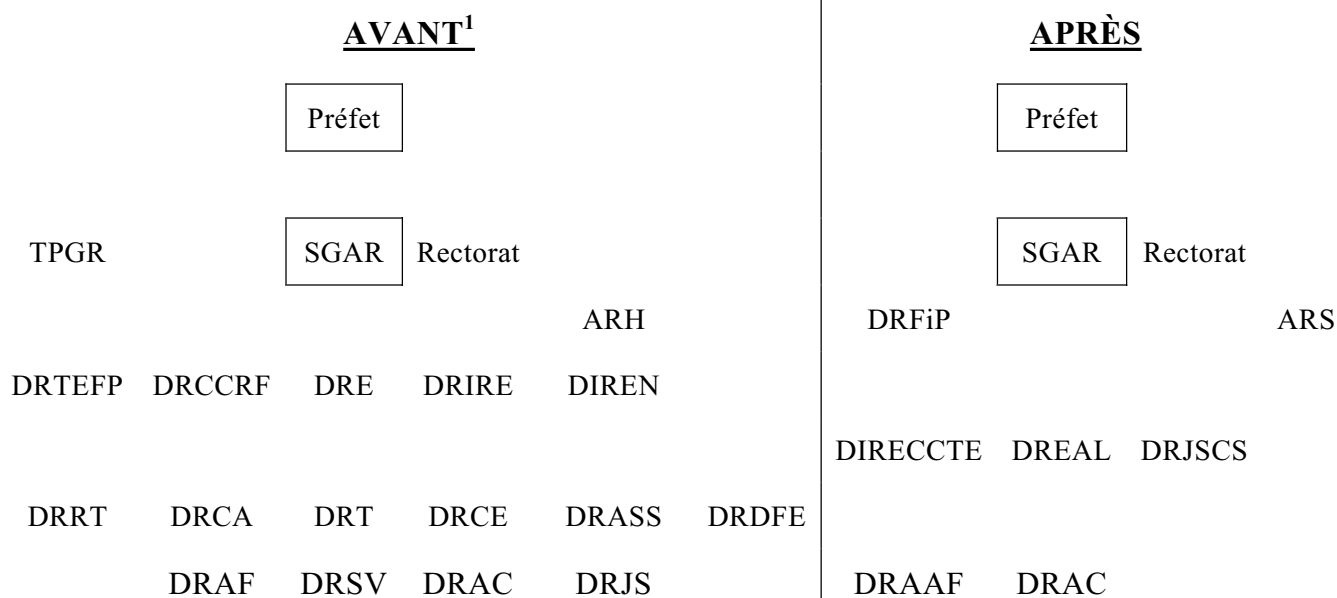 AVANT¹ APRÈS
Préfet Préfet
TPGR SGAR Rectorat SGAR Rectorat
ARH DRFiP ARS
DRTEFP DRCCRF DRE DRIRE DIREN
DIRECCTE DREAL DRJSCS
DRRT DRCA DRT DRCE DRASS DRDFE
DRAF DRSV DRAC DRJS DRAAF DRAC